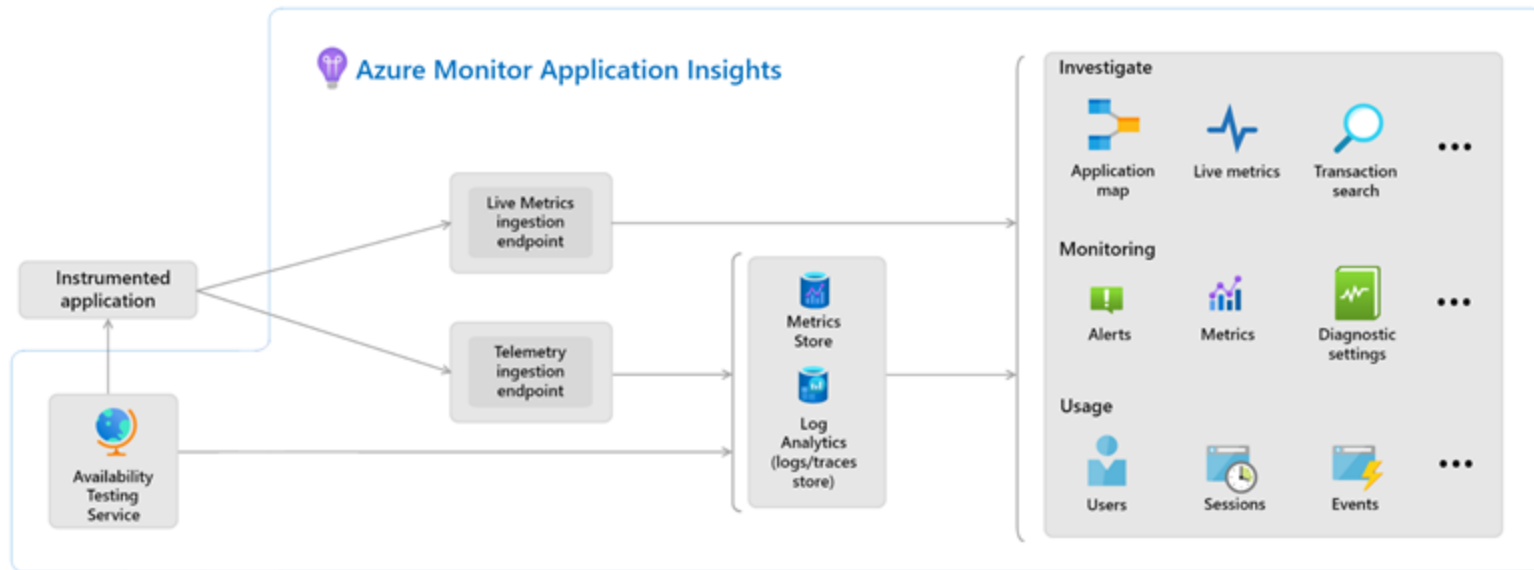 Azure Monitor Application Insights
Instrumented
application
Availability
Testing
Service
Live Metrics
ingestion
endpoint
Telemetry
ingestion
endpoint
Metrics
Store
Log
Analytics
(logs/traces
store)
Investigate
Application
map
Live metrics
Transaction
search
•••
Monitoring
Alerts
Metrics
Diagnostic
settings
•••
Usage
Users
Sessions
Events
•••